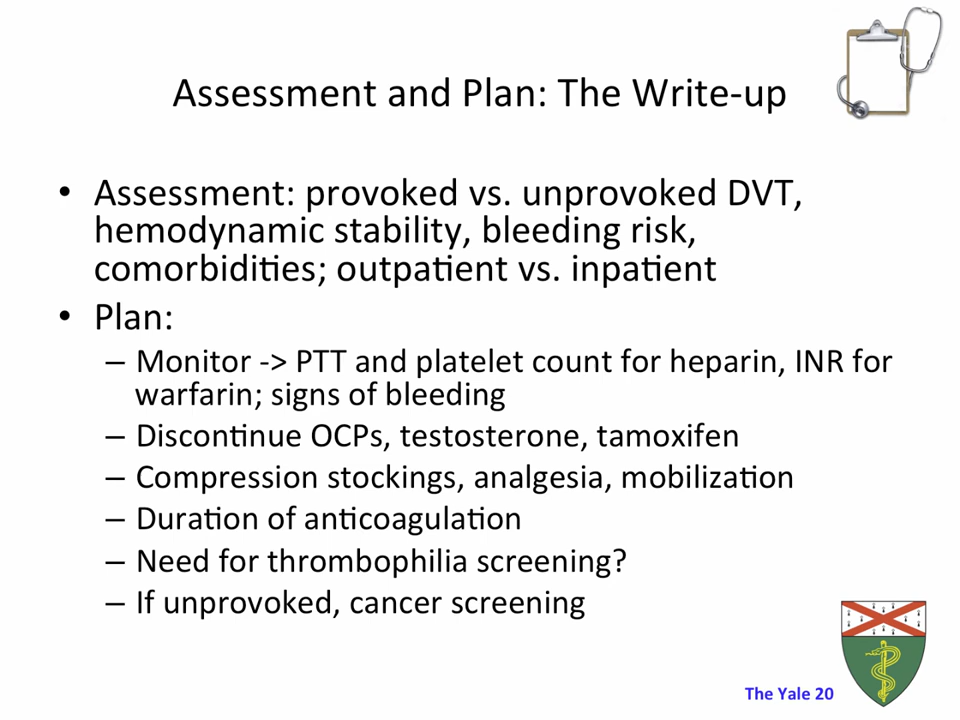 Assessment and Plan: The Write-up
• Assessment: provoked vs. unprovoked DVT,
hemodynamic stability, bleeding risk,
comorbidities; outpatient vs. inpatient
• Plan:
– Monitor -> PTT and platelet count for heparin, INR for
warfarin; signs of bleeding
– Discontinue OCPs, testosterone, tamoxifen
– Compression stockings, analgesia, mobilization
– Duration of anticoagulation
– Need for thrombophilia screening?
– If unprovoked, cancer screening
The Yale 20